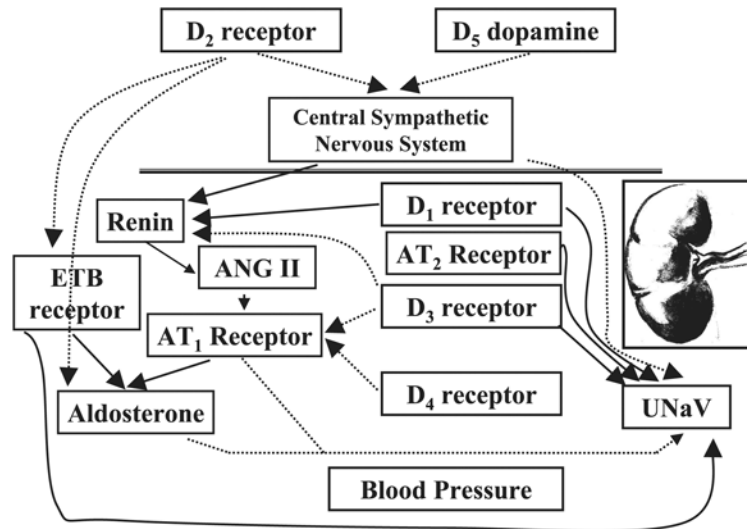 D₂ receptor
D₅ dopamine
Central Sympathetic
Nervous System
D₁ receptor
Renin
AT₂ Receptor
ANG II
ETB
receptor
D₃ receptor
AT₁ Receptor
D₄ receptor
UNaV
Aldosterone
Blood Pressure